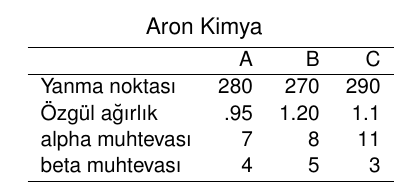 Aron Kimya
A B C
Yanma noktası 280 270 290
Özgül ağırlık .95 1.20 1.1
alpha muhtevası 7 8 11
beta muhtevası 4 5 3